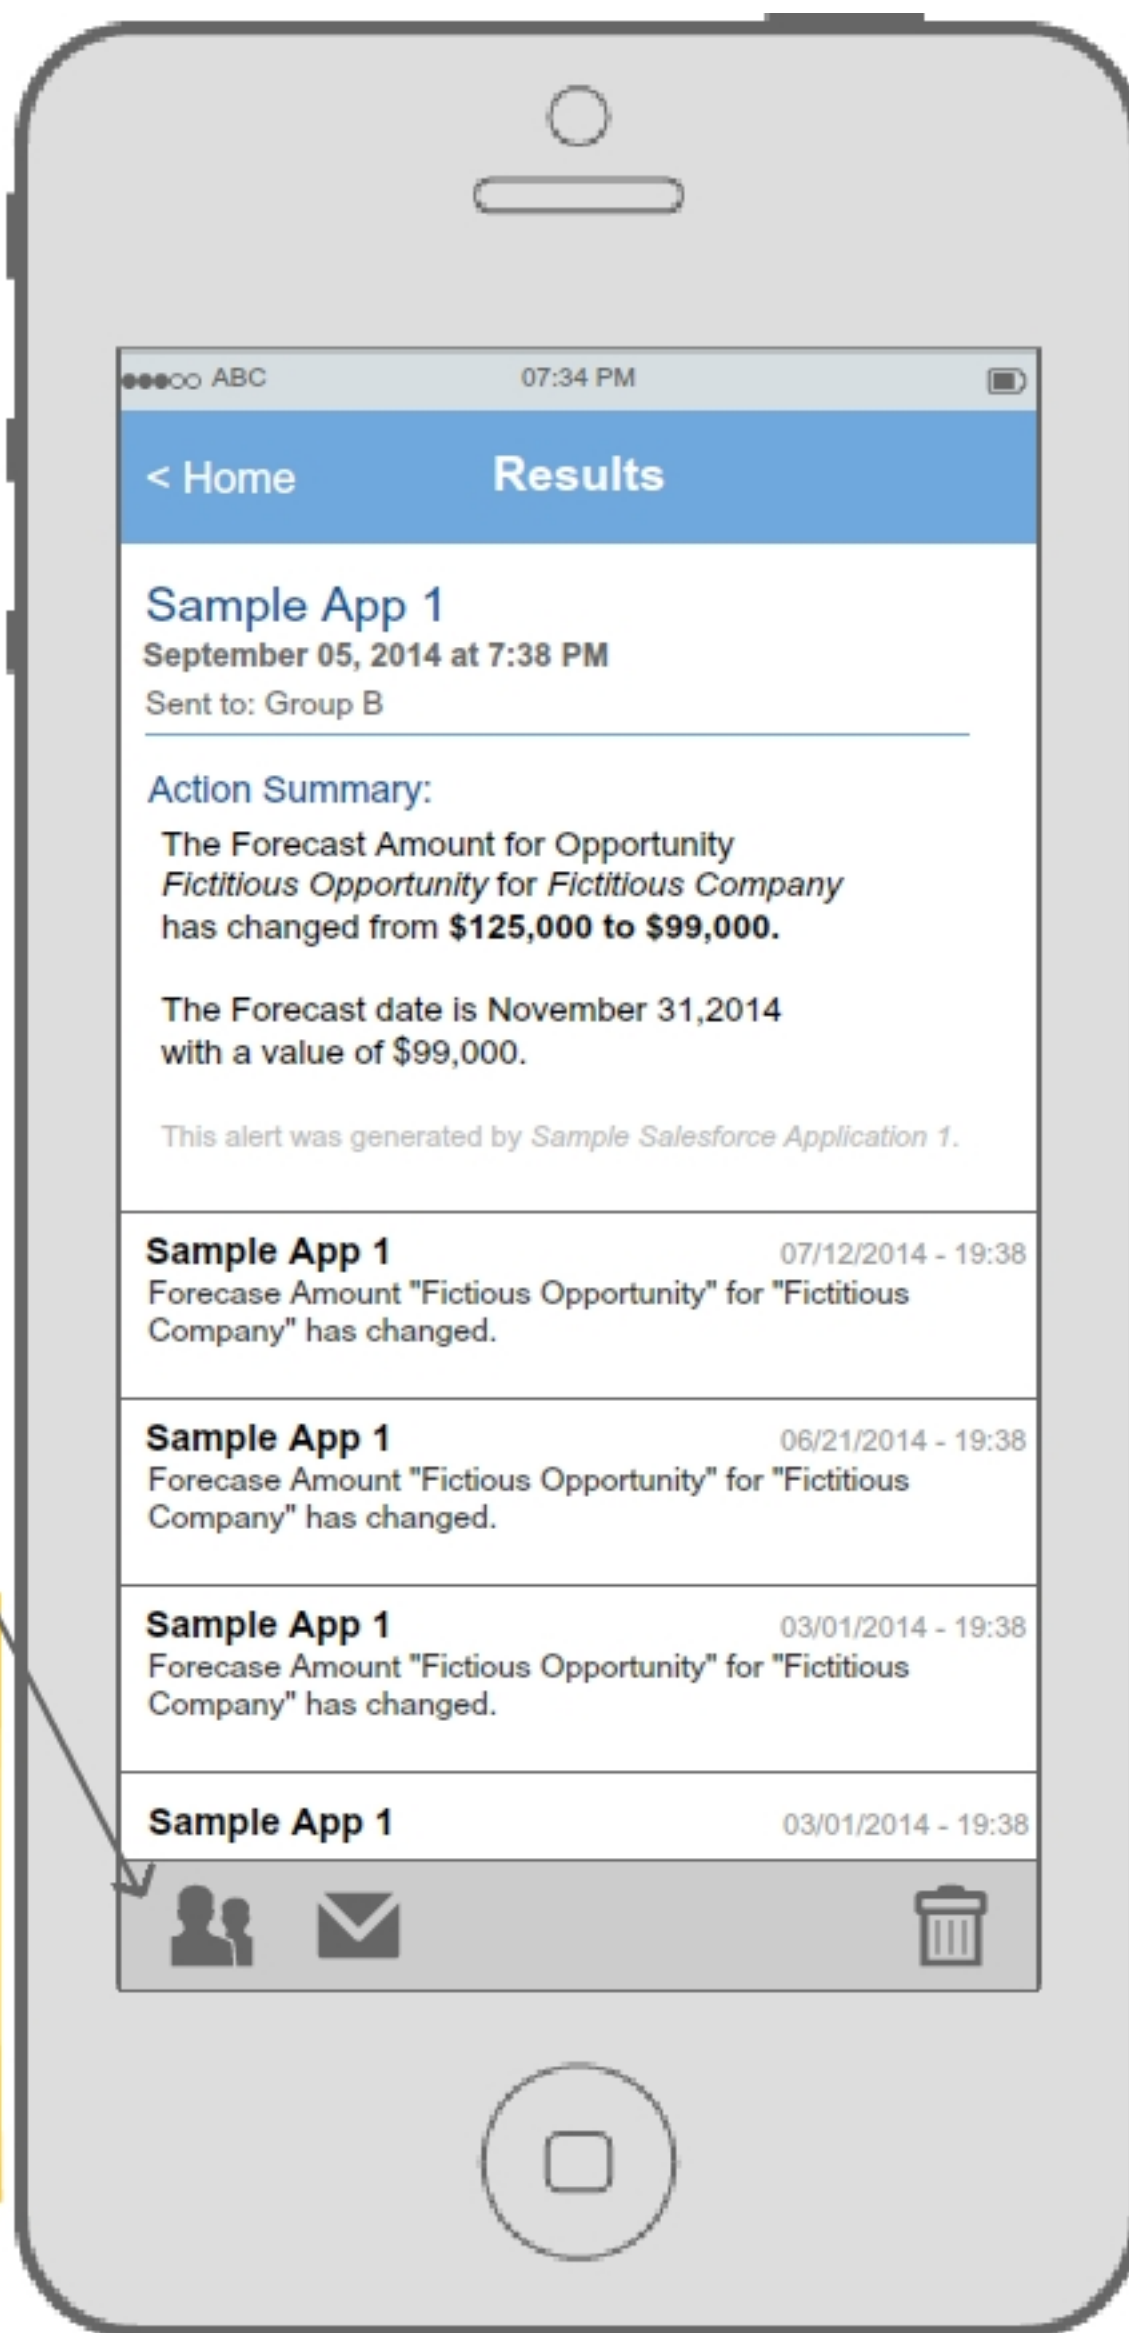 ABC 07:34 PM
< Home Results
Sample App 1
September 05, 2014 at 7:38 PM
Sent to: Group B
Action Summary:
The Forecast Amount for Opportunity
Fictitious Opportunity for Fictitious Company
has changed from $125,000 to $99,000.
The Forecast date is November 31,2014
with a value of $99,000.
This alert was generated by Sample Salesforce Application 1.
Sample App 1 07/12/2014 - 19:38
Forecase Amount "Fictious Opportunity" for "Fictitious
Company" has changed.
Sample App 1 06/21/2014 - 19:38
Forecase Amount "Fictious Opportunity" for "Fictitious
Company" has changed.
Sample App 1 03/01/2014 - 19:38
Forecase Amount "Fictious Opportunity" for "Fictitious
Company" has changed.
Sample App 1 03/01/2014 - 19:38